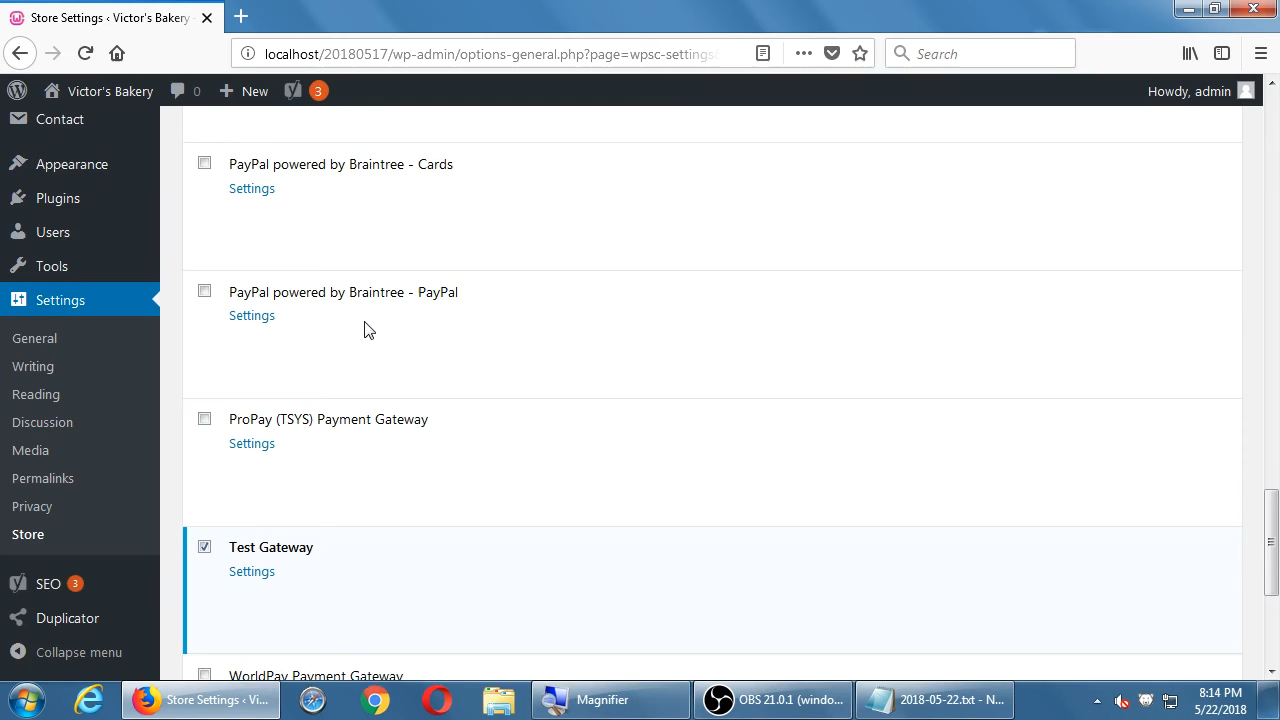 Store Settings ‹ Victor's Bakery
localhost/20180517/wp-admin/options-general.php?page=wpsc-settings
Search
Victor's Bakery
0
New
3
Howdy, admin
Contact
Appearance
Plugins
Users
Tools
Settings
General
Writing
Reading
Discussion
Media
Permalinks
Privacy
Store
SEO 3
Duplicator
Collapse menu
PayPal powered by Braintree - Cards
Settings
PayPal powered by Braintree - PayPal
Settings
ProPay (TSYS) Payment Gateway
Settings
Test Gateway
Settings
WorldPay Payment Gateway
Store Settings ‹ Vi...
Magnifier
OBS 21.0.1 (windo...
2018-05-22.txt - N...
8:14 PM
5/22/2018